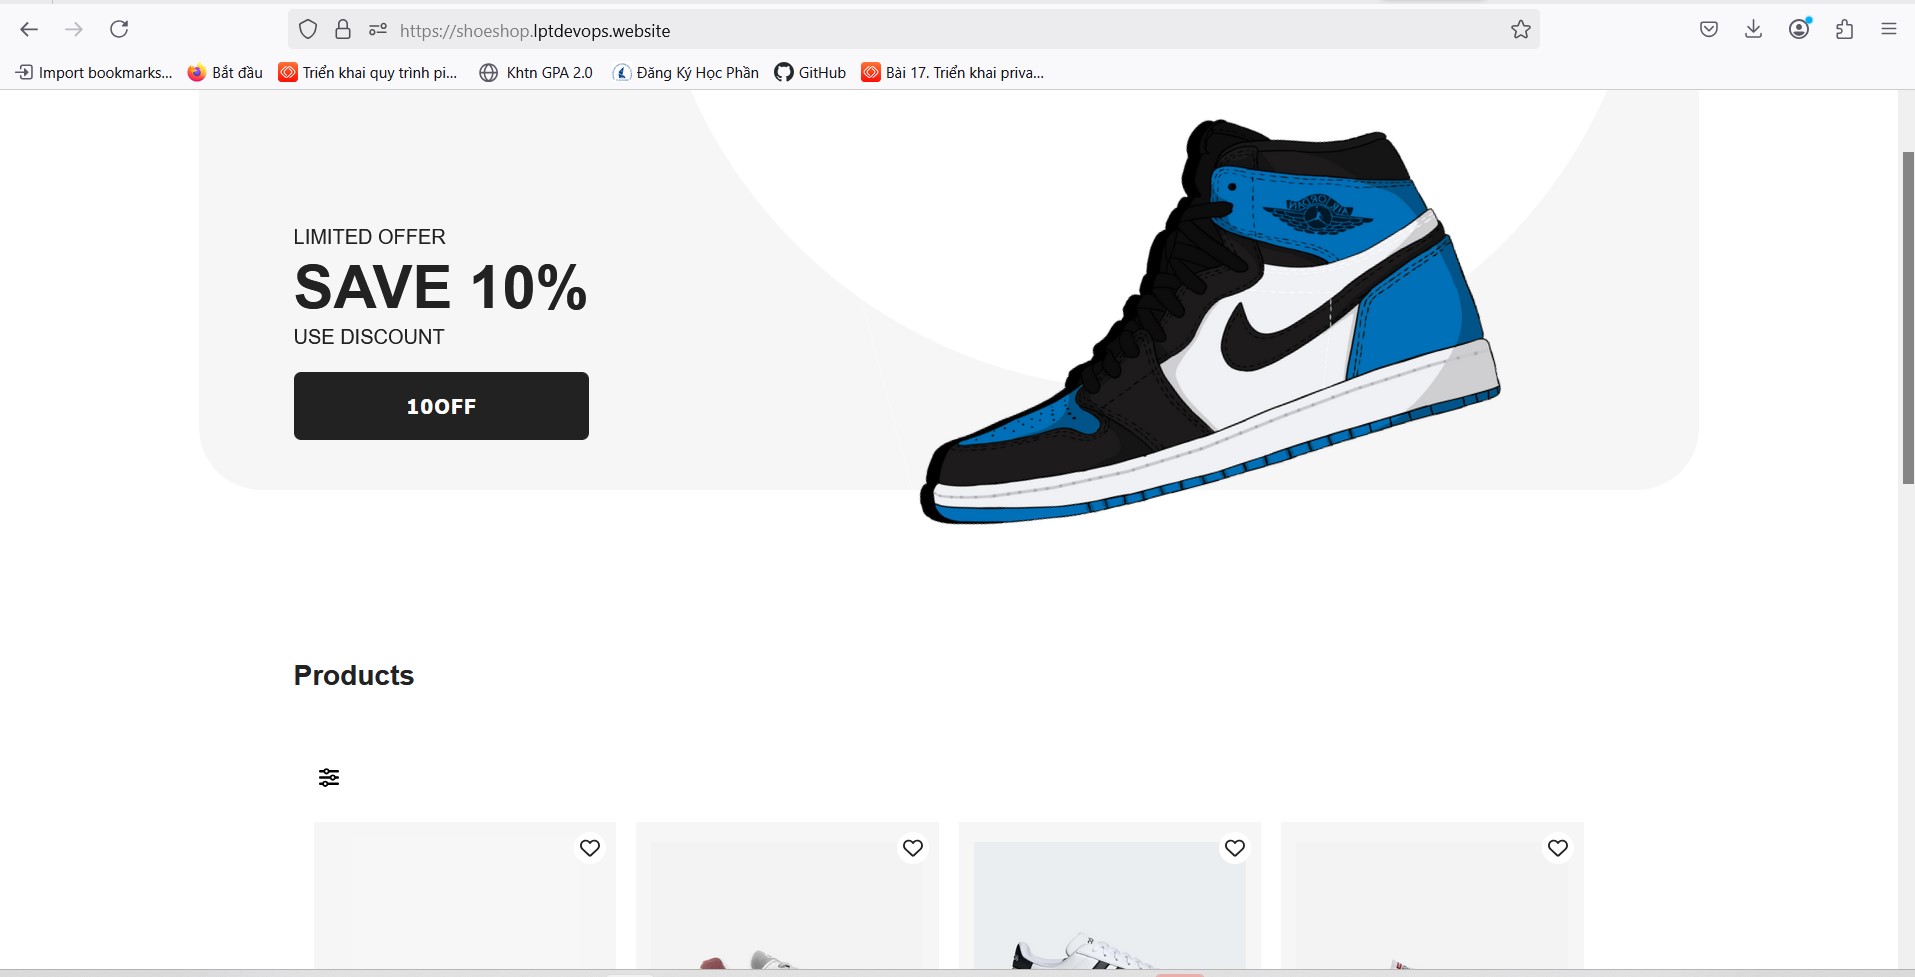 https://shoeshop.lptdevops.website
Import bookmarks... Bắt đầu Triển khai quy trình pi... Khtn GPA 2.0 Đăng Ký Học Phần GitHub Bài 17. Triển khai priva...
LIMITED OFFER
SAVE 10%
USE DISCOUNT
10OFF
Products